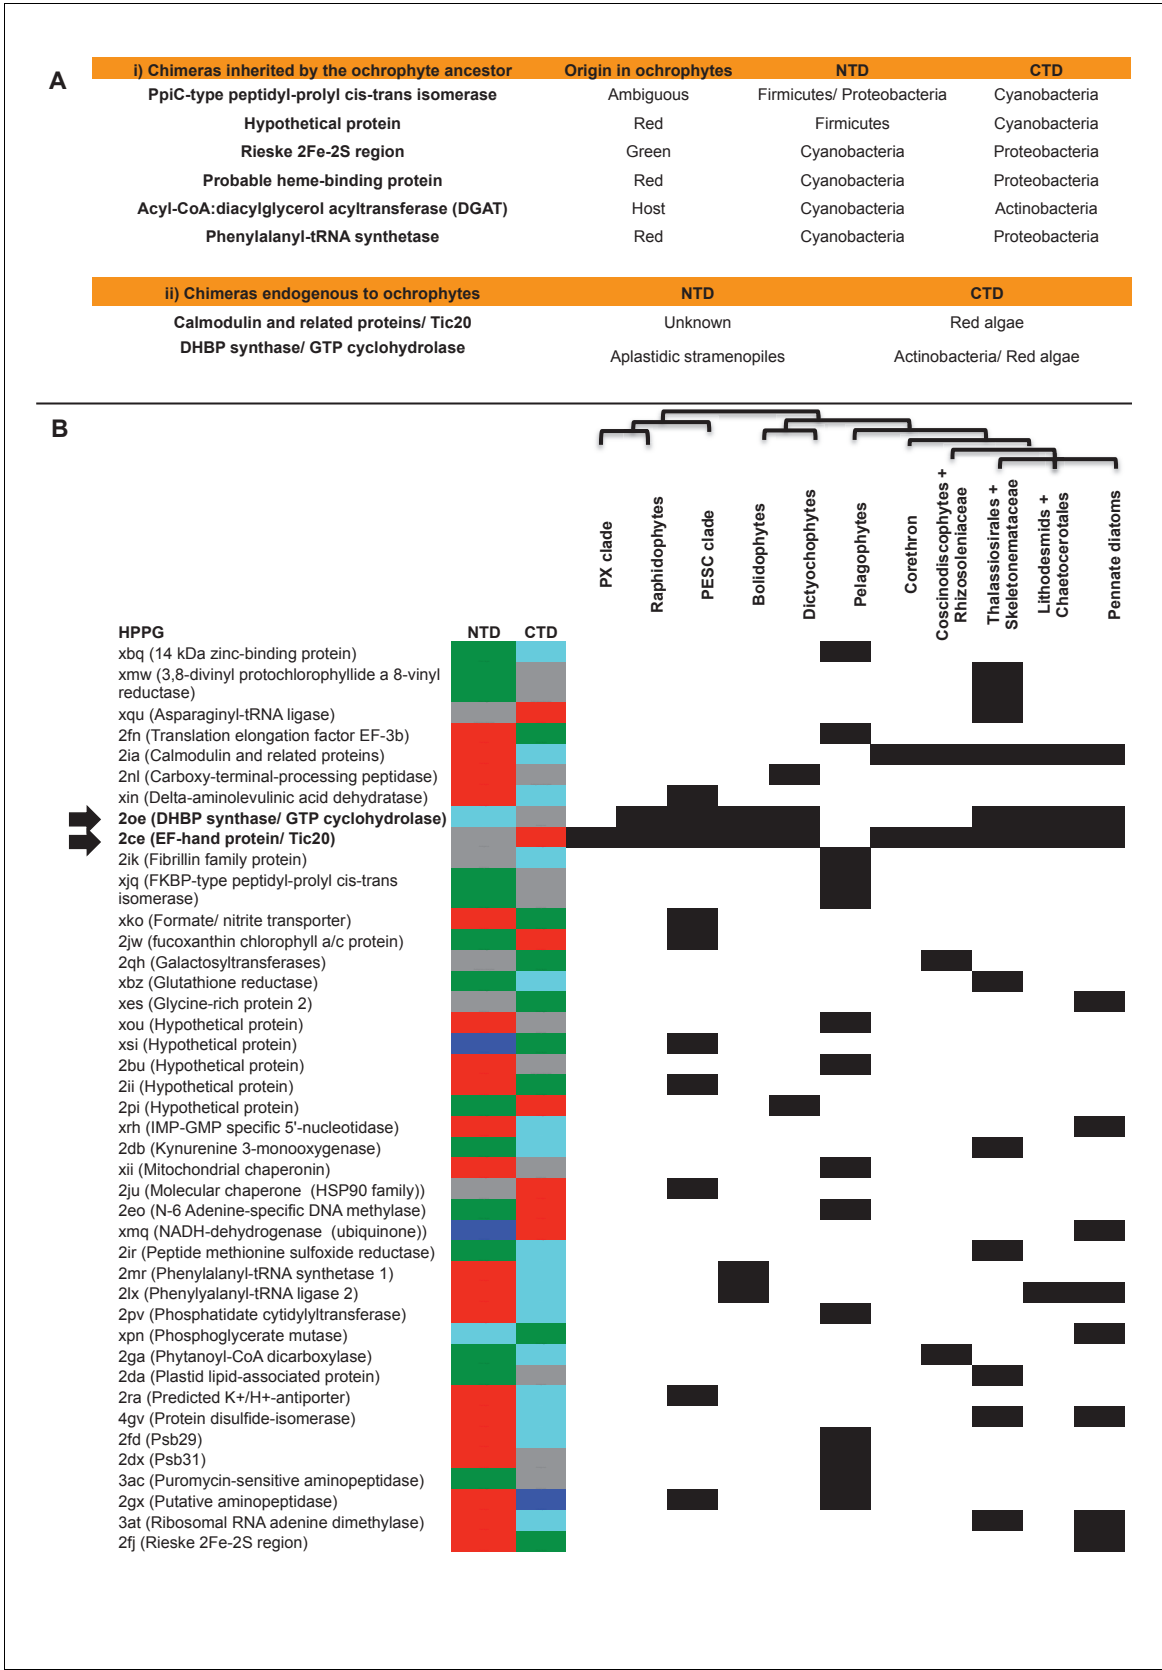 A
i) Chimeras inherited by the ochrophyte ancestor Origin in ochrophytes NTD CTD
PpiC-type peptidyl-prolyl cis-trans isomerase Ambiguous Firmicutes/ Proteobacteria Cyanobacteria
Hypothetical protein Red Firmicutes Cyanobacteria
Rieske 2Fe-2S region Green Cyanobacteria Proteobacteria
Probable heme-binding protein Red Cyanobacteria Proteobacteria
Acyl-CoA:diacylglycerol acyltransferase (DGAT) Host Cyanobacteria Actinobacteria
Phenylalanyl-tRNA synthetase Red Cyanobacteria Proteobacteria
ii) Chimeras endogenous to ochrophytes NTD CTD
Calmodulin and related proteins/ Tic20 Unknown Red algae
DHBP synthase/ GTP cyclohydrolase Aplastidic stramenopiles Actinobacteria/ Red algae
B
PX clade
Raphidophytes
PESC clade
Bolidophytes
Dictyochophytes
Pelagophytes
Corethron
Coscinodiscophytes +
Rhizosoleniaceae
Thalassiosirales +
Skeletonemataceae
Lithodesmids +
Chaetocerotales
Pennate diatoms
HPPG NTD CTD
xbq (14 kDa zinc-binding protein)
xmw (3,8-divinyl protochlorophyllide a 8-vinyl
reductase)
xqu (Asparaginyl-tRNA ligase)
2fn (Translation elongation factor EF-3b)
2ia (Calmodulin and related proteins)
2nl (Carboxy-terminal-processing peptidase)
xin (Delta-aminolevulinic acid dehydratase)
2oe (DHBP synthase/ GTP cyclohydrolase)
2ce (EF-hand protein/ Tic20)
2ik (Fibrillin family protein)
xjq (FKBP-type peptidyl-prolyl cis-trans
isomerase)
xko (Formate/ nitrite transporter)
2jw (fucoxanthin chlorophyll a/c protein)
2qh (Galactosyltransferases)
xbz (Glutathione reductase)
xes (Glycine-rich protein 2)
xou (Hypothetical protein)
xsi (Hypothetical protein)
2bu (Hypothetical protein)
2ii (Hypothetical protein)
2pi (Hypothetical protein)
xrh (IMP-GMP specific 5'-nucleotidase)
2db (Kynurenine 3-monooxygenase)
xii (Mitochondrial chaperonin)
2ju (Molecular chaperone (HSP90 family))
2eo (N-6 Adenine-specific DNA methylase)
xmq (NADH-dehydrogenase (ubiquinone))
2ir (Peptide methionine sulfoxide reductase)
2mr (Phenylalanyl-tRNA synthetase 1)
2lx (Phenylyalanyl-tRNA ligase 2)
2pv (Phosphatidate cytidylyltransferase)
xpn (Phosphoglycerate mutase)
2ga (Phytanoyl-CoA dicarboxylase)
2da (Plastid lipid-associated protein)
2ra (Predicted K+/H+-antiporter)
4gv (Protein disulfide-isomerase)
2fd (Psb29)
2dx (Psb31)
3ac (Puromycin-sensitive aminopeptidase)
2gx (Putative aminopeptidase)
3at (Ribosomal RNA adenine dimethylase)
2fj (Rieske 2Fe-2S region)